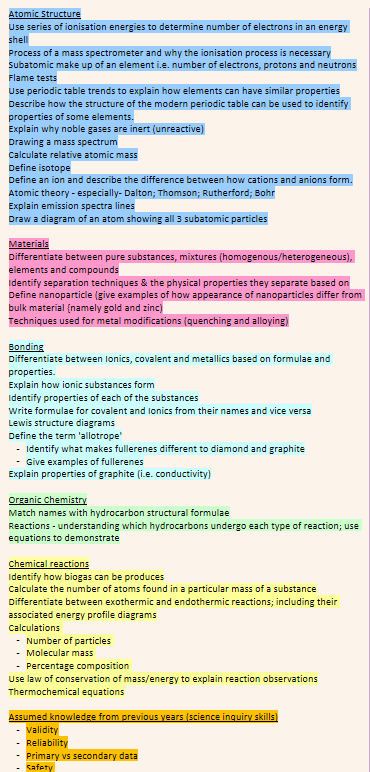 Atomic Structure
Use series of ionisation energies to determine number of electrons in an energy
shell
Process of a mass spectrometer and why the ionisation process is necessary
Subatomic make up of an element i.e. number of electrons, protons and neutrons
Flame tests
Use periodic table trends to explain how elements can have similar properties
Describe how the structure of the modern periodic table can be used to identify
properties of some elements.
Explain why noble gases are inert (unreactive)
Drawing a mass spectrum
Calculate relative atomic mass
Define isotope
Define an ion and describe the difference between how cations and anions form.
Atomic theory - especially- Dalton; Thomson; Rutherford; Bohr
Explain emission spectra lines
Draw a diagram of an atom showing all 3 subatomic particles
Materials
Differentiate between pure substances, mixtures (homogenous/heterogeneous),
elements and compounds
Identify separation techniques & the physical properties they separate based on
Define nanoparticle (give examples of how appearance of nanoparticles differ from
bulk material {namely gold and zinc)
Techniques used for metal modifications (quenching and alloying)
Bonding
Differentiate between Ionics, covalent and metallics based on formulae and
properties.
Explain how ionic substances form
Identify properties of each of the substances
Write formulae for covalent and Ionics from their names and vice versa
Lewis structure diagrams
Define the term 'allotrope'
- Identify what makes fullerenes different to diamond and graphite
- Give examples of fullerenes
Explain properties of graphite (i.e. conductivity)
Organic Chemistry
Match names with hydrocarbon structural formulae
Reactions - understanding which hydrocarbons undergo each type of reaction; use
equations to demonstrate
Chemical reactions
Identify how biogas can be produces
Calculate the number of atoms found in a particular mass of a substance
Differentiate between exothermic and endothermic reactions; including their
associated energy profile diagrams
Calculations
- Number of particles
- Molecular mass
- Percentage composition
Use law of conservation of mass/energy to explain reaction observations
Thermochemical equations
Assumed knowledge from previous years (science inquiry skills)
- Validity
- Reliability
- Primary vs secondary data
- Safety